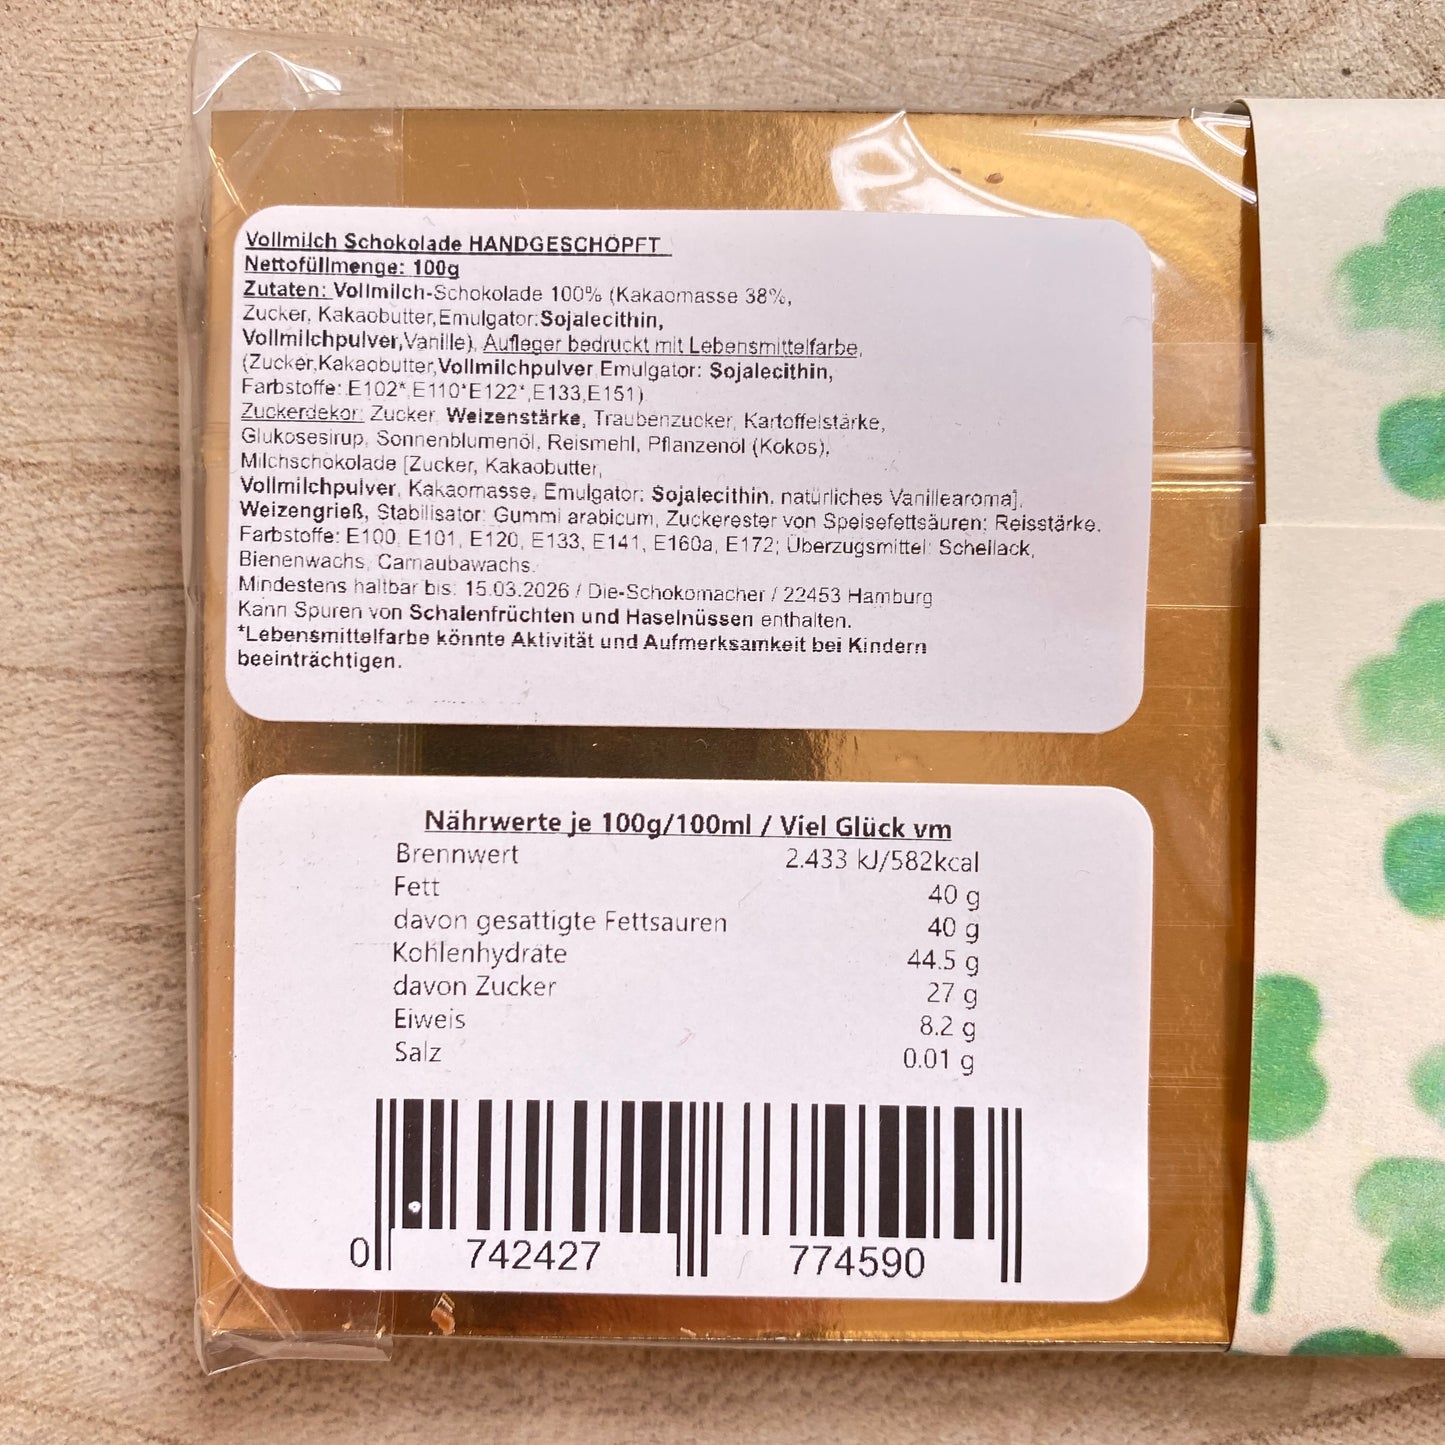 Vollmilch Schokolade HANDGESCHÖPFT
Nettofüllmenge: 100g
Zutaten: Vollmilch-Schokolade 100% (Kakaomasse 38%,
Zucker, Kakaobutter,Emulgator:Sojalecithin,
Vollmilchpulver,Vanille), Aufleger bedruckt mit Lebensmittelfarbe,
(Zucker,Kakaobutter,Vollmilchpulver,Emulgator: Sojalecithin,
Farbstoffe: E102*,E110*E122*,E133,E151)
Zuckerdekor: Zucker, Weizenstärke, Traubenzucker, Kartoffelstärke,
Glukosesirup, Sonnenblumenöl, Reismehl, Pflanzenöl (Kokos),
Milchschokolade [Zucker, Kakaobutter,
Vollmilchpulver, Kakaomasse, Emulgator: Sojalecithin, natürliches Vanillearoma],
Weizengrieß, Stabilisator: Gummi arabicum, Zuckerester von Speisefettsäuren; Reisstärke.
Farbstoffe: E100, E101, E120, E133, E141, E160a, E172; Überzugsmittel: Schellack,
Bienenwachs, Carnaubawachs.
Mindestens haltbar bis: 15.03.2026 / Die-Schokomacher / 22453 Hamburg
Kann Spuren von Schalenfrüchten und Haselnüssen enthalten.
*Lebensmittelfarbe könnte Aktivität und Aufmerksamkeit bei Kindern
beeinträchtigen.
Nährwerte je 100g/100ml / Viel Glück vm
Brennwert 2.433 kJ/582kcal
Fett 40 g
davon gesättigte Fettsäuren 40 g
Kohlenhydrate 44.5 g
davon Zucker 27 g
Eiweis 8.2 g
Salz 0.01 g
0 742427 774590